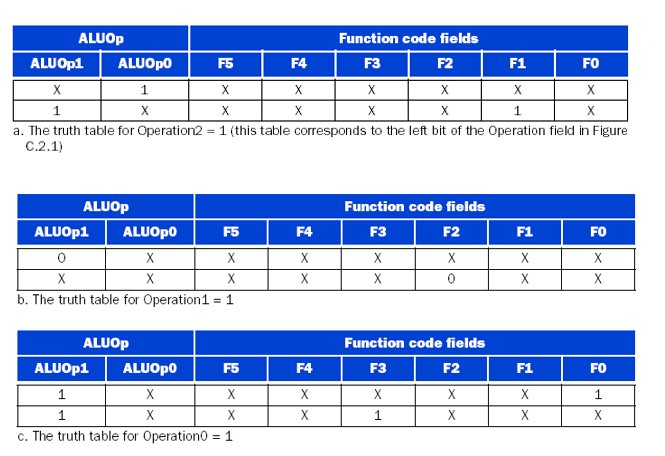 ALUOp Function code fields
ALUOp1 ALUOp0 F5 F4 F3 F2 F1 F0
X 1 X X X X X X
1 X X X X X 1 X
a. The truth table for Operation2 = 1 (this table corresponds to the left bit of the Operation field in Figure
C.2.1)
ALUOp Function code fields
ALUOp1 ALUOp0 F5 F4 F3 F2 F1 F0
0 X X X X X X X
X X X X X 0 X X
b. The truth table for Operation1 = 1
ALUOp Function code fields
ALUOp1 ALUOp0 F5 F4 F3 F2 F1 F0
1 X X X X X X 1
1 X X X 1 X X X
c. The truth table for Operation0 = 1